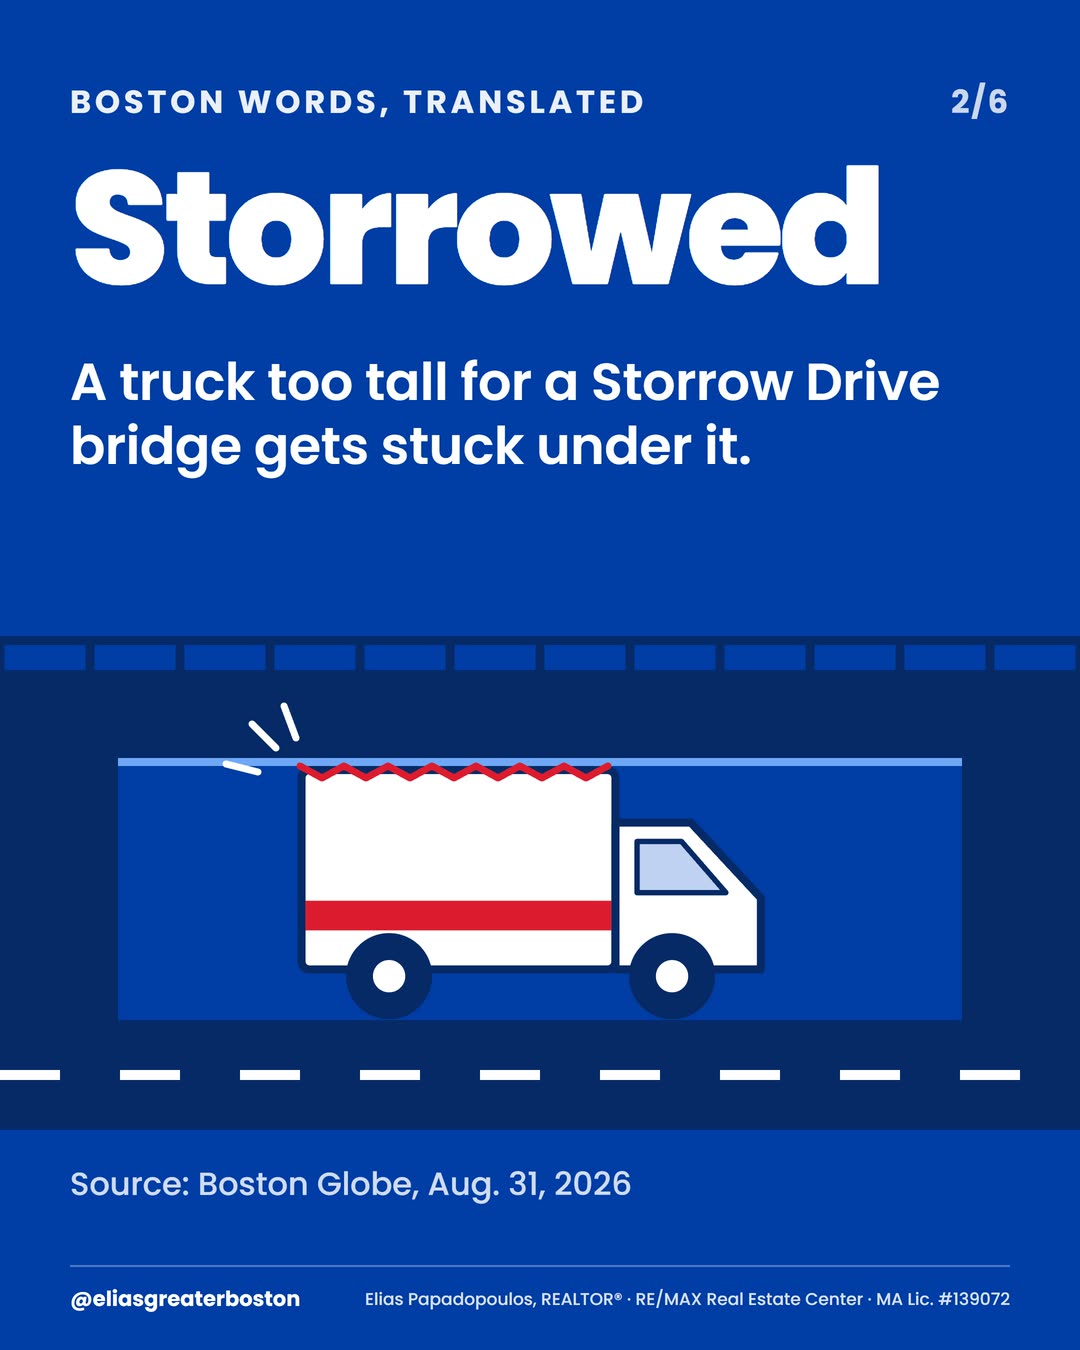 BOSTON WORDS, TRANSLATED
2/6
Storrowed
A truck too tall for a Storrow Drive
bridge gets stuck under it.
Source: Boston Globe, Aug. 31, 2026
@eliasgreaterboston
Elias Papadopoulos, REALTOR® · RE/MAX Real Estate Center · MA Lic. #139072